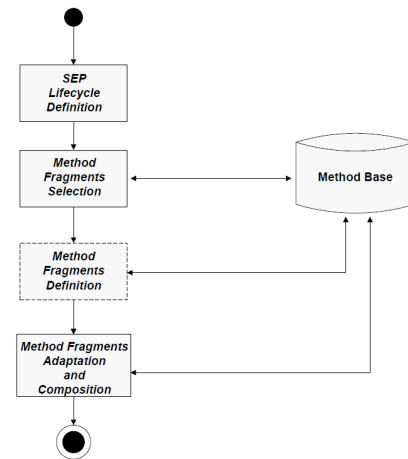 SEP
Lifecycle
Definition
Method
Fragments
Selection
Method Base
Method
Fragments
Definition
Method Fragments
Adaptation
and
Composition